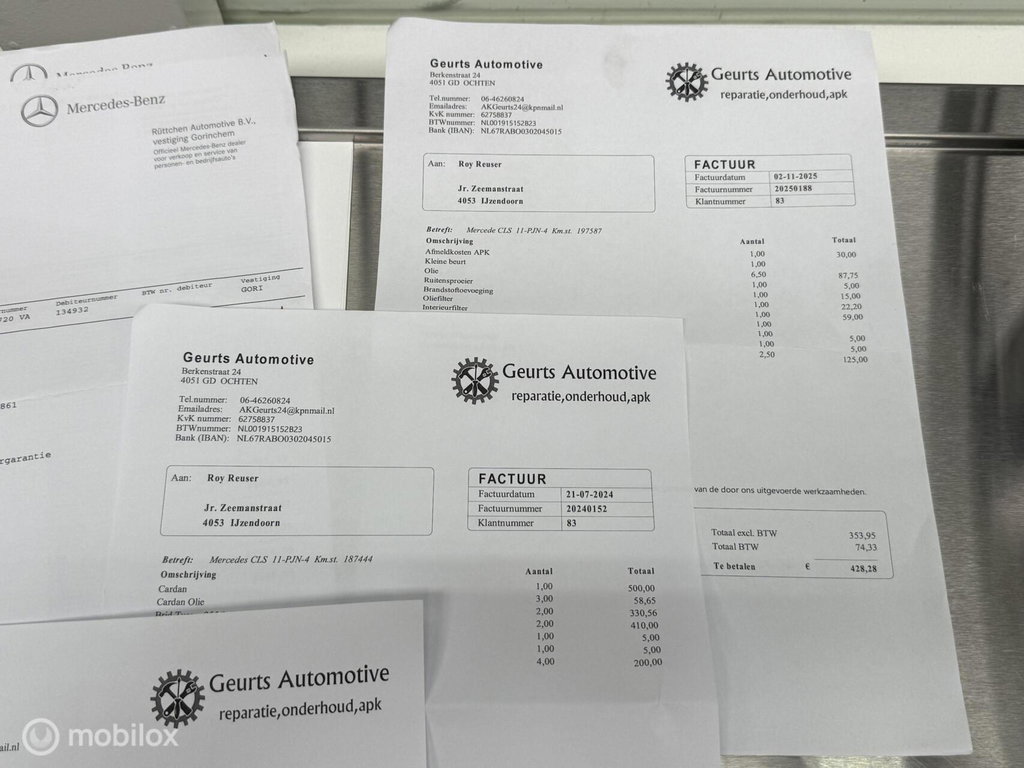 Mercedes-Benz
Mercedes-Benz
Rüttchen Automotive B.V.,
vestiging Gorinchem
Officieel Mercedes-Benz dealer
voor verkoop en service van
personen- en bedrijfsauto's
Debiteurnummer
BTW nr. debiteur
Vestiging
720 VA
134932
GORI
861
rgarantie
Geurts Automotive
Berkenstraat 24
4051 GD OCHTEN
Tel.nummer: 06-46260824
Emailadres: AKGeurts24@kpnmail.nl
KvK nummer: 62758837
BTWnummer: NL001915152B23
Bank (IBAN): NL67RABO0302045015
Geurts Automotive
reparatie,onderhoud,apk
Aan: Roy Reuser
Jr. Zeemanstraat
4053 IJzendoorn
FACTUUR
Factuurdatum 02-11-2025
Factuurnummer 20250188
Klantnummer 83
Betreft: Mercede CLS 11-PJN-4 Km.st. 197587
Omschrijving Aantal Totaal
Afmeldkosten APK 1,00 30,00
Kleine beurt 1,00
Olie 6,50 87,75
Ruitensproeier 1,00 5,00
Brandstoftoevoeging 1,00 15,00
Oliefilter 1,00 22,20
Interieurfilter 1,00 59,00
1,00
1,00 5,00
1,00 5,00
2,50 125,00
van de door ons uitgevoerde werkzaamheden.
Totaal excl. BTW 353,95
Totaal BTW 74,33
Te betalen € 428,28
Geurts Automotive
Berkenstraat 24
4051 GD OCHTEN
Tel.nummer: 06-46260824
Emailadres: AKGeurts24@kpnmail.nl
KvK nummer: 62758837
BTWnummer: NL001915152B23
Bank (IBAN): NL67RABO0302045015
Geurts Automotive
reparatie,onderhoud,apk
Aan: Roy Reuser
Jr. Zeemanstraat
4053 IJzendoorn
FACTUUR
Factuurdatum 21-07-2024
Factuurnummer 20240152
Klantnummer 83
Betreft: Mercedes CLS 11-PJN-4 Km.st. 187444
Omschrijving Aantal Totaal
Cardan 1,00 500,00
Cardan Olie 3,00 58,65
2,00 330,56
2,00 410,00
1,00 5,00
1,00 5,00
4,00 200,00
Geurts Automotive
reparatie,onderhoud,apk
ail.nl
mobilox